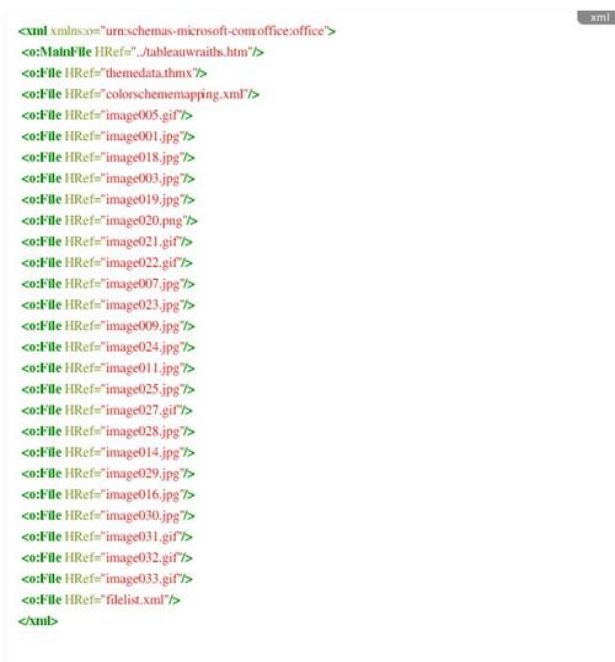 xml
<xml xmlns:o="urn:schemas-microsoft-com:office:office">
<o:MainFile HRef="../tableauwraiths.htm"/>
<o:File HRef="themedata.thmx"/>
<o:File HRef="colorschememapping.xml"/>
<o:File HRef="image005.gif"/>
<o:File HRef="image001.jpg"/>
<o:File HRef="image018.jpg"/>
<o:File HRef="image003.jpg"/>
<o:File HRef="image019.jpg"/>
<o:File HRef="image020.png"/>
<o:File HRef="image021.gif"/>
<o:File HRef="image022.gif"/>
<o:File HRef="image007.jpg"/>
<o:File HRef="image023.jpg"/>
<o:File HRef="image009.jpg"/>
<o:File HRef="image024.jpg"/>
<o:File HRef="image011.jpg"/>
<o:File HRef="image025.jpg"/>
<o:File HRef="image027.gif"/>
<o:File HRef="image028.jpg"/>
<o:File HRef="image014.jpg"/>
<o:File HRef="image029.jpg"/>
<o:File HRef="image016.jpg"/>
<o:File HRef="image030.jpg"/>
<o:File HRef="image031.gif"/>
<o:File HRef="image032.gif"/>
<o:File HRef="image033.gif"/>
<o:File HRef="filelist.xml"/>
</xml>